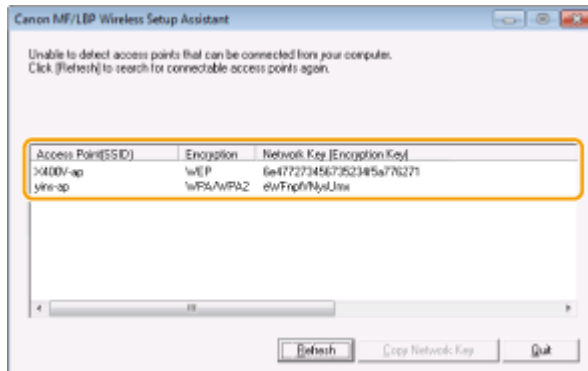 Canon MF/LBP Wireless Setup Assistant
Unable to detect access points that can be connected from your computer.
Click [Refresh] to search for connectable access points again.
Access Point(SSID) Encryption Network Key [Encryption Key]
X400V-ap WEP
yins-ap WPA/WPA2
Refresh Copy Network Key Quit